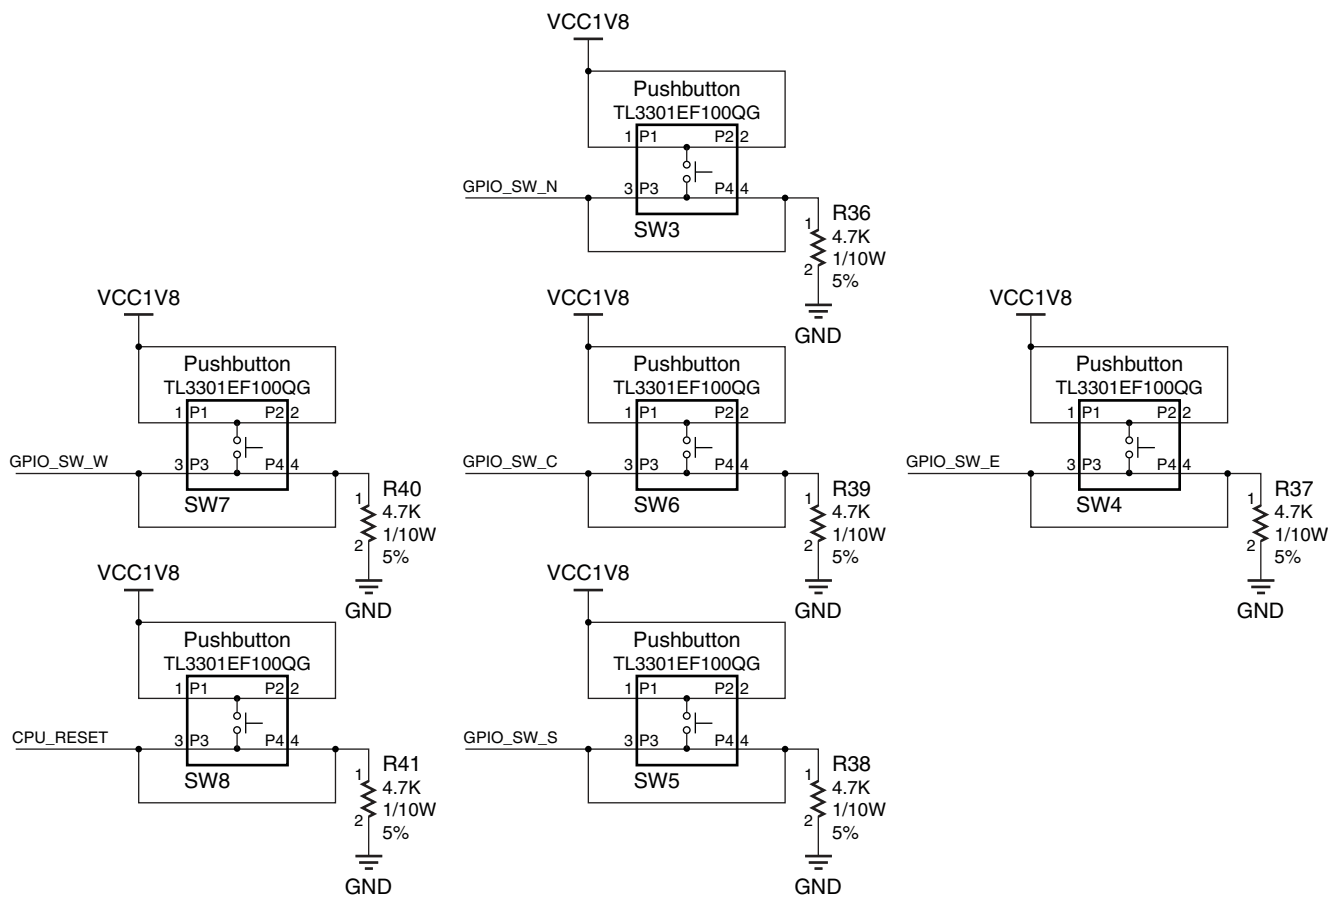 VCC1V8
Pushbutton
TL3301EF100QG
1 P1 P2 2
GPIO_SW_N
3 P3 P4 4
SW3
1
2
R36
4.7K
1/10W
5%
GND
VCC1V8
Pushbutton
TL3301EF100QG
1 P1 P2 2
GPIO_SW_W
3 P3 P4 4
SW7
1
2
R40
4.7K
1/10W
5%
GND
VCC1V8
Pushbutton
TL3301EF100QG
1 P1 P2 2
GPIO_SW_C
3 P3 P4 4
SW6
1
2
R39
4.7K
1/10W
5%
GND
VCC1V8
Pushbutton
TL3301EF100QG
1 P1 P2 2
GPIO_SW_E
3 P3 P4 4
SW4
1
2
R37
4.7K
1/10W
5%
GND
VCC1V8
Pushbutton
TL3301EF100QG
1 P1 P2 2
CPU_RESET
3 P3 P4 4
SW8
1
2
R41
4.7K
1/10W
5%
GND
VCC1V8
Pushbutton
TL3301EF100QG
1 P1 P2 2
GPIO_SW_S
3 P3 P4 4
SW5
1
2
R38
4.7K
1/10W
5%
GND